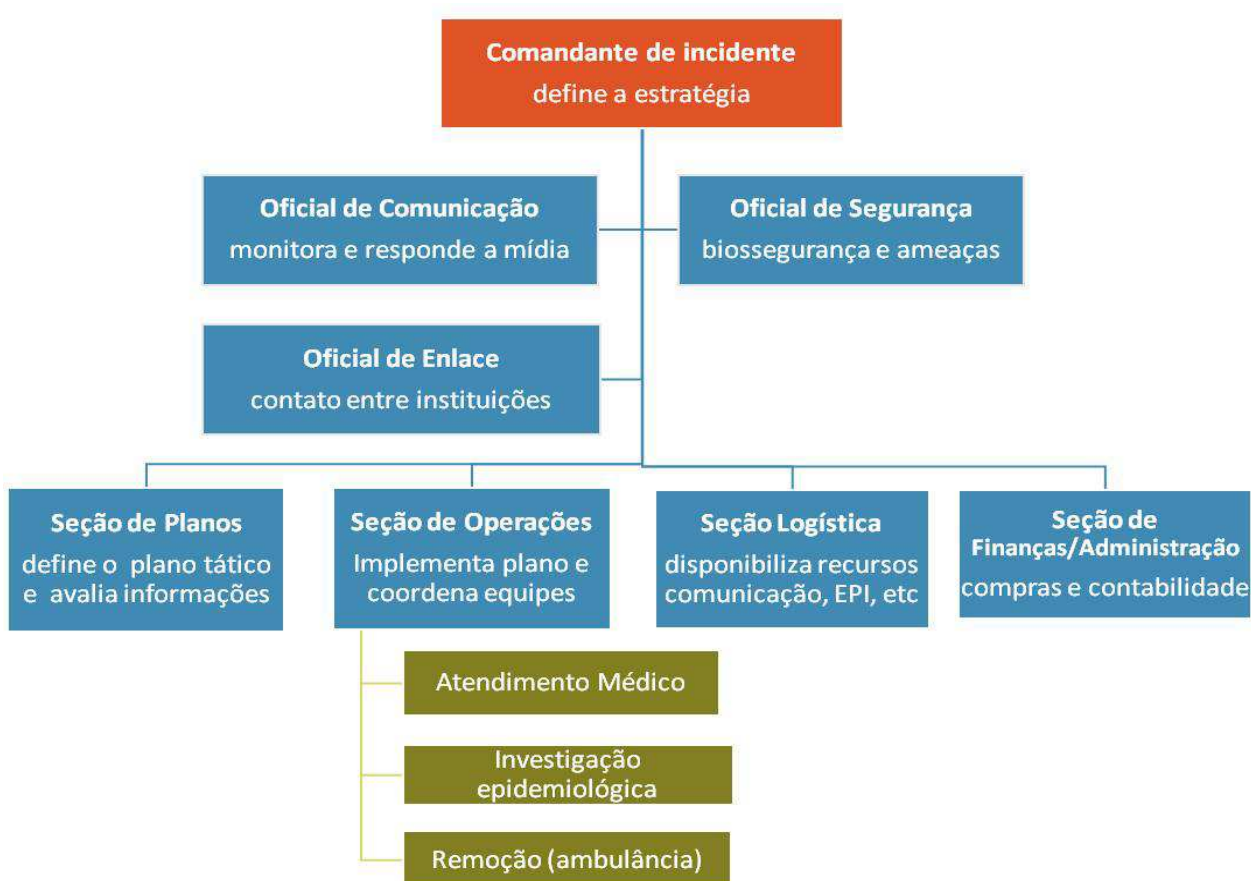 Comandante de incidente
define a estratégia
Oficial de Comunicação
monitora e responde a mídia
Oficial de Segurança
biossegurança e ameaças
Oficial de Enlace
contato entre instituições
Seção de Planos
define o plano tático
e avalia informações
Seção de Operações
Implementa plano e
coordena equipes
Seção Logística
disponibiliza recursos
comunicação, EPI, etc
Seção de
Finanças/Administração
compras e contabilidade
Atendimento Médico
Investigação
epidemiológica
Remoção (ambulância)